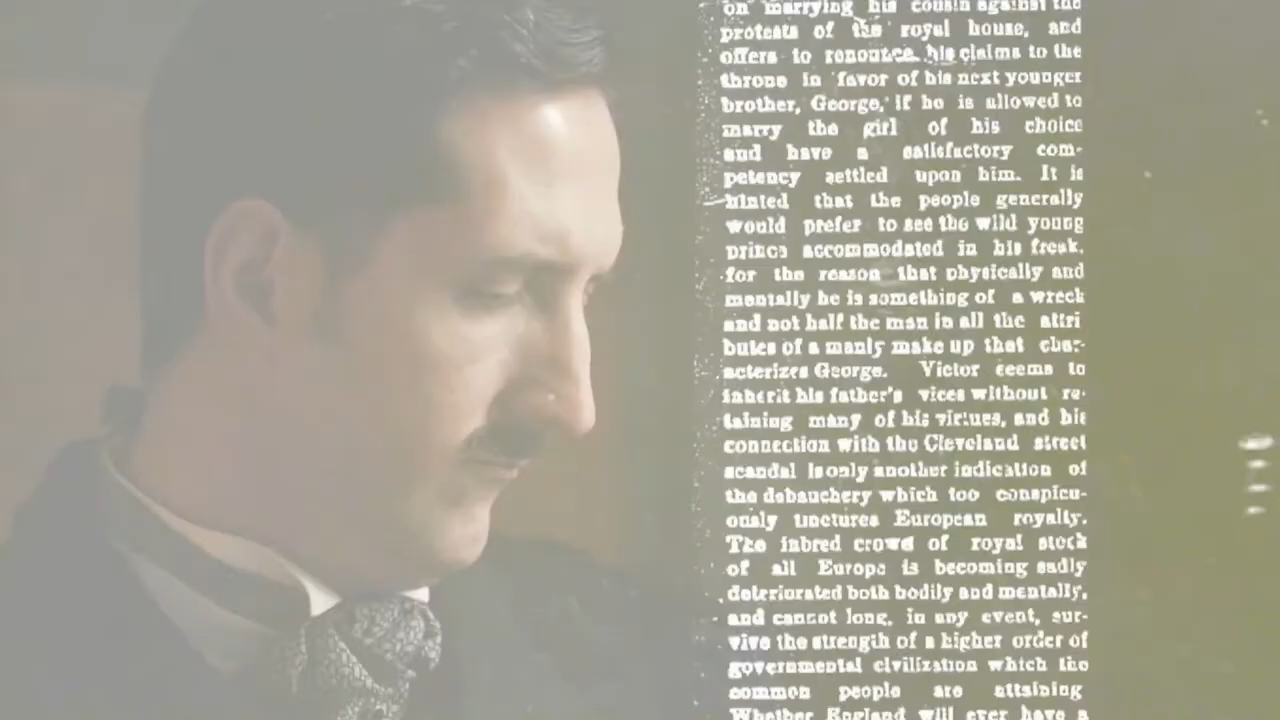 on marrying his cousin against the
protests of the royal house, and
offers to renounce his claims to the
throne in favor of his next younger
brother, George, if he is allowed to
marry the girl of his choice
and have a satisfactory com-
petency settled upon him. It is
hinted that the people generally
would prefer to see the wild young
prince accommodated in his freak,
for the reason that physically and
mentally he is something of a wreck
and not half the man in all the attri
butes of a manly make up that char-
acterizes George. Victor seems to
inherit his father's vices without re-
taining many of his virtues, and his
connection with the Cleveland street
scandal is only another indication of
the debauchery which too conspicu-
ously tinctures European royalty.
The inbred crowd of royal stock
of all Europe is becoming sadly
deteriorated both bodily and mentally,
and cannot long, in any event, sur-
vive the strength of a higher order of
governmental civilization which the
common people are attaining
Whether England will ever have a